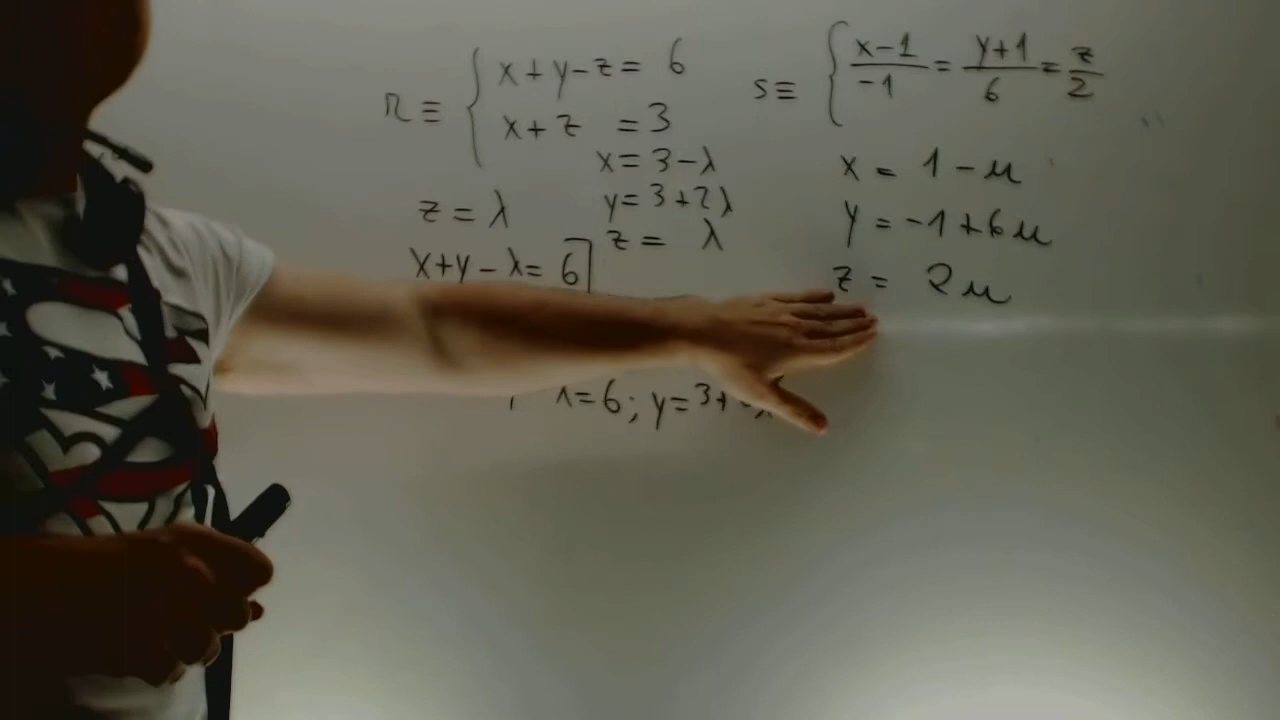 r ≡ { x+y-z = 6
x+z = 3
x = 3-λ
y = 3+2λ
z = λ
z = λ
x+y-λ = 6
λ=6; y=3+
s ≡ { x-1/-1 = y+1/6 = z/2
x = 1-μ
y = -1+6μ
z = 2μ